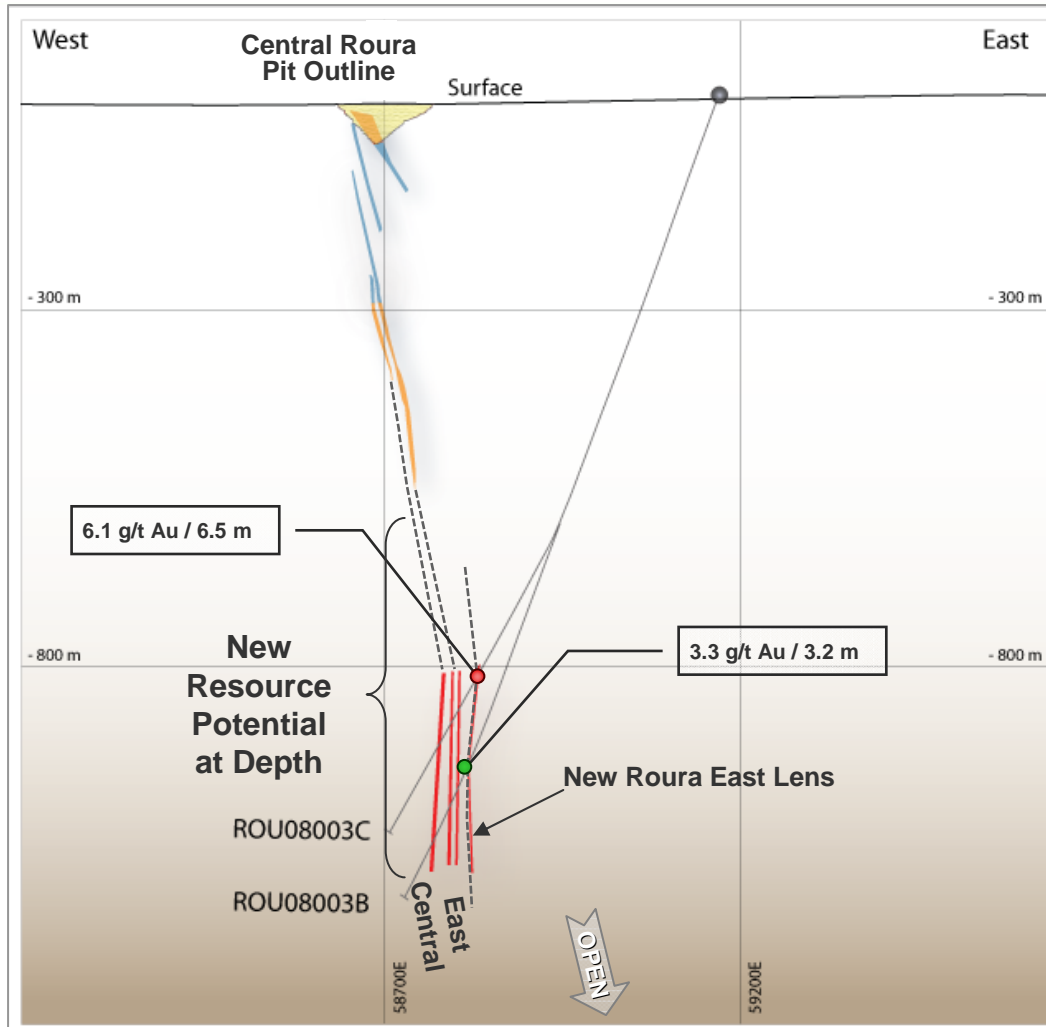 West
Central Roura
Pit Outline
East
Surface
- 300 m
- 300 m
6.1 g/t Au / 6.5 m
- 800 m
- 800 m
3.3 g/t Au / 3.2 m
New
Resource
Potential
at Depth
New Roura East Lens
ROU08003C
ROU08003B
Central
East
OPEN
58700E
59200E